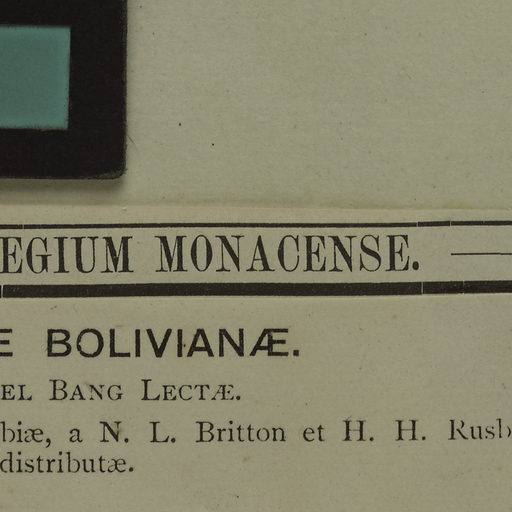 EGIUM MONACENSE.
E BOLIVIANÆ.
EL BANG LECTÆ.
biæ, a N. L. Britton et H. H. Rusb
distributæ.